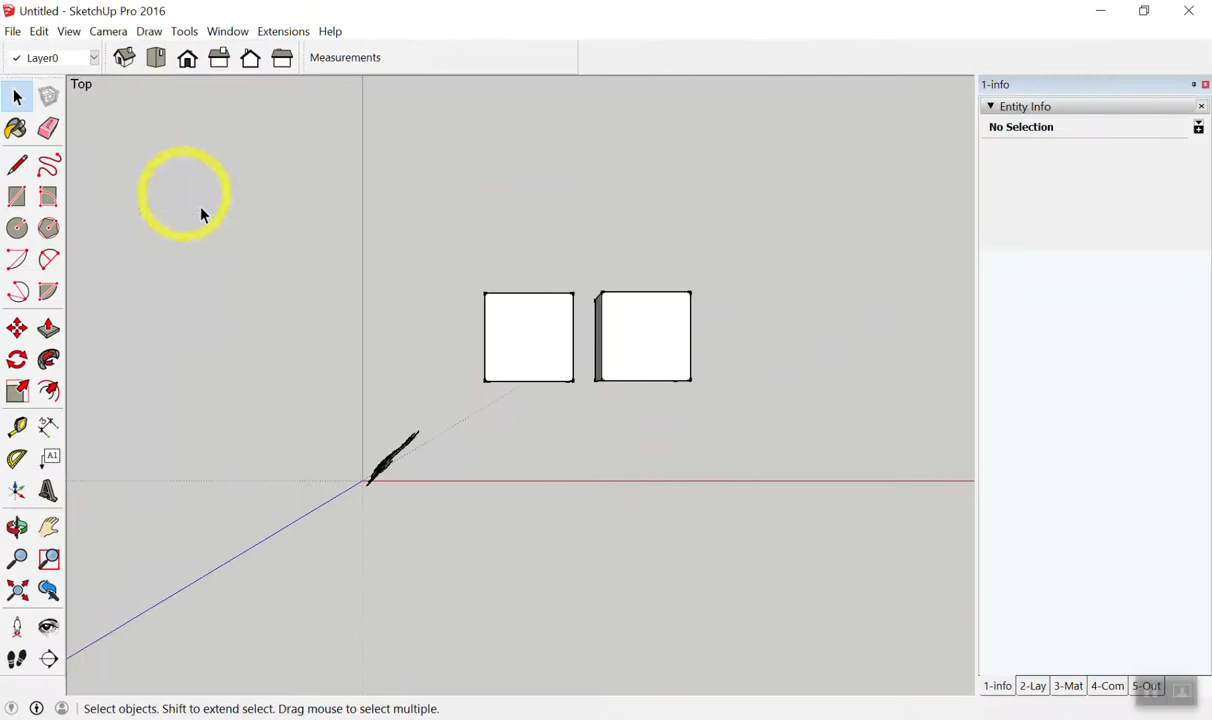 Untitled - SketchUp Pro 2016
File Edit View Camera Draw Tools Window Extensions Help
Layer0 Measurements
Top
1-info
Entity Info
No Selection
A1
1-info 2-Lay 3-Mat 4-Com 5-Out
Select objects. Shift to extend select. Drag mouse to select multiple.